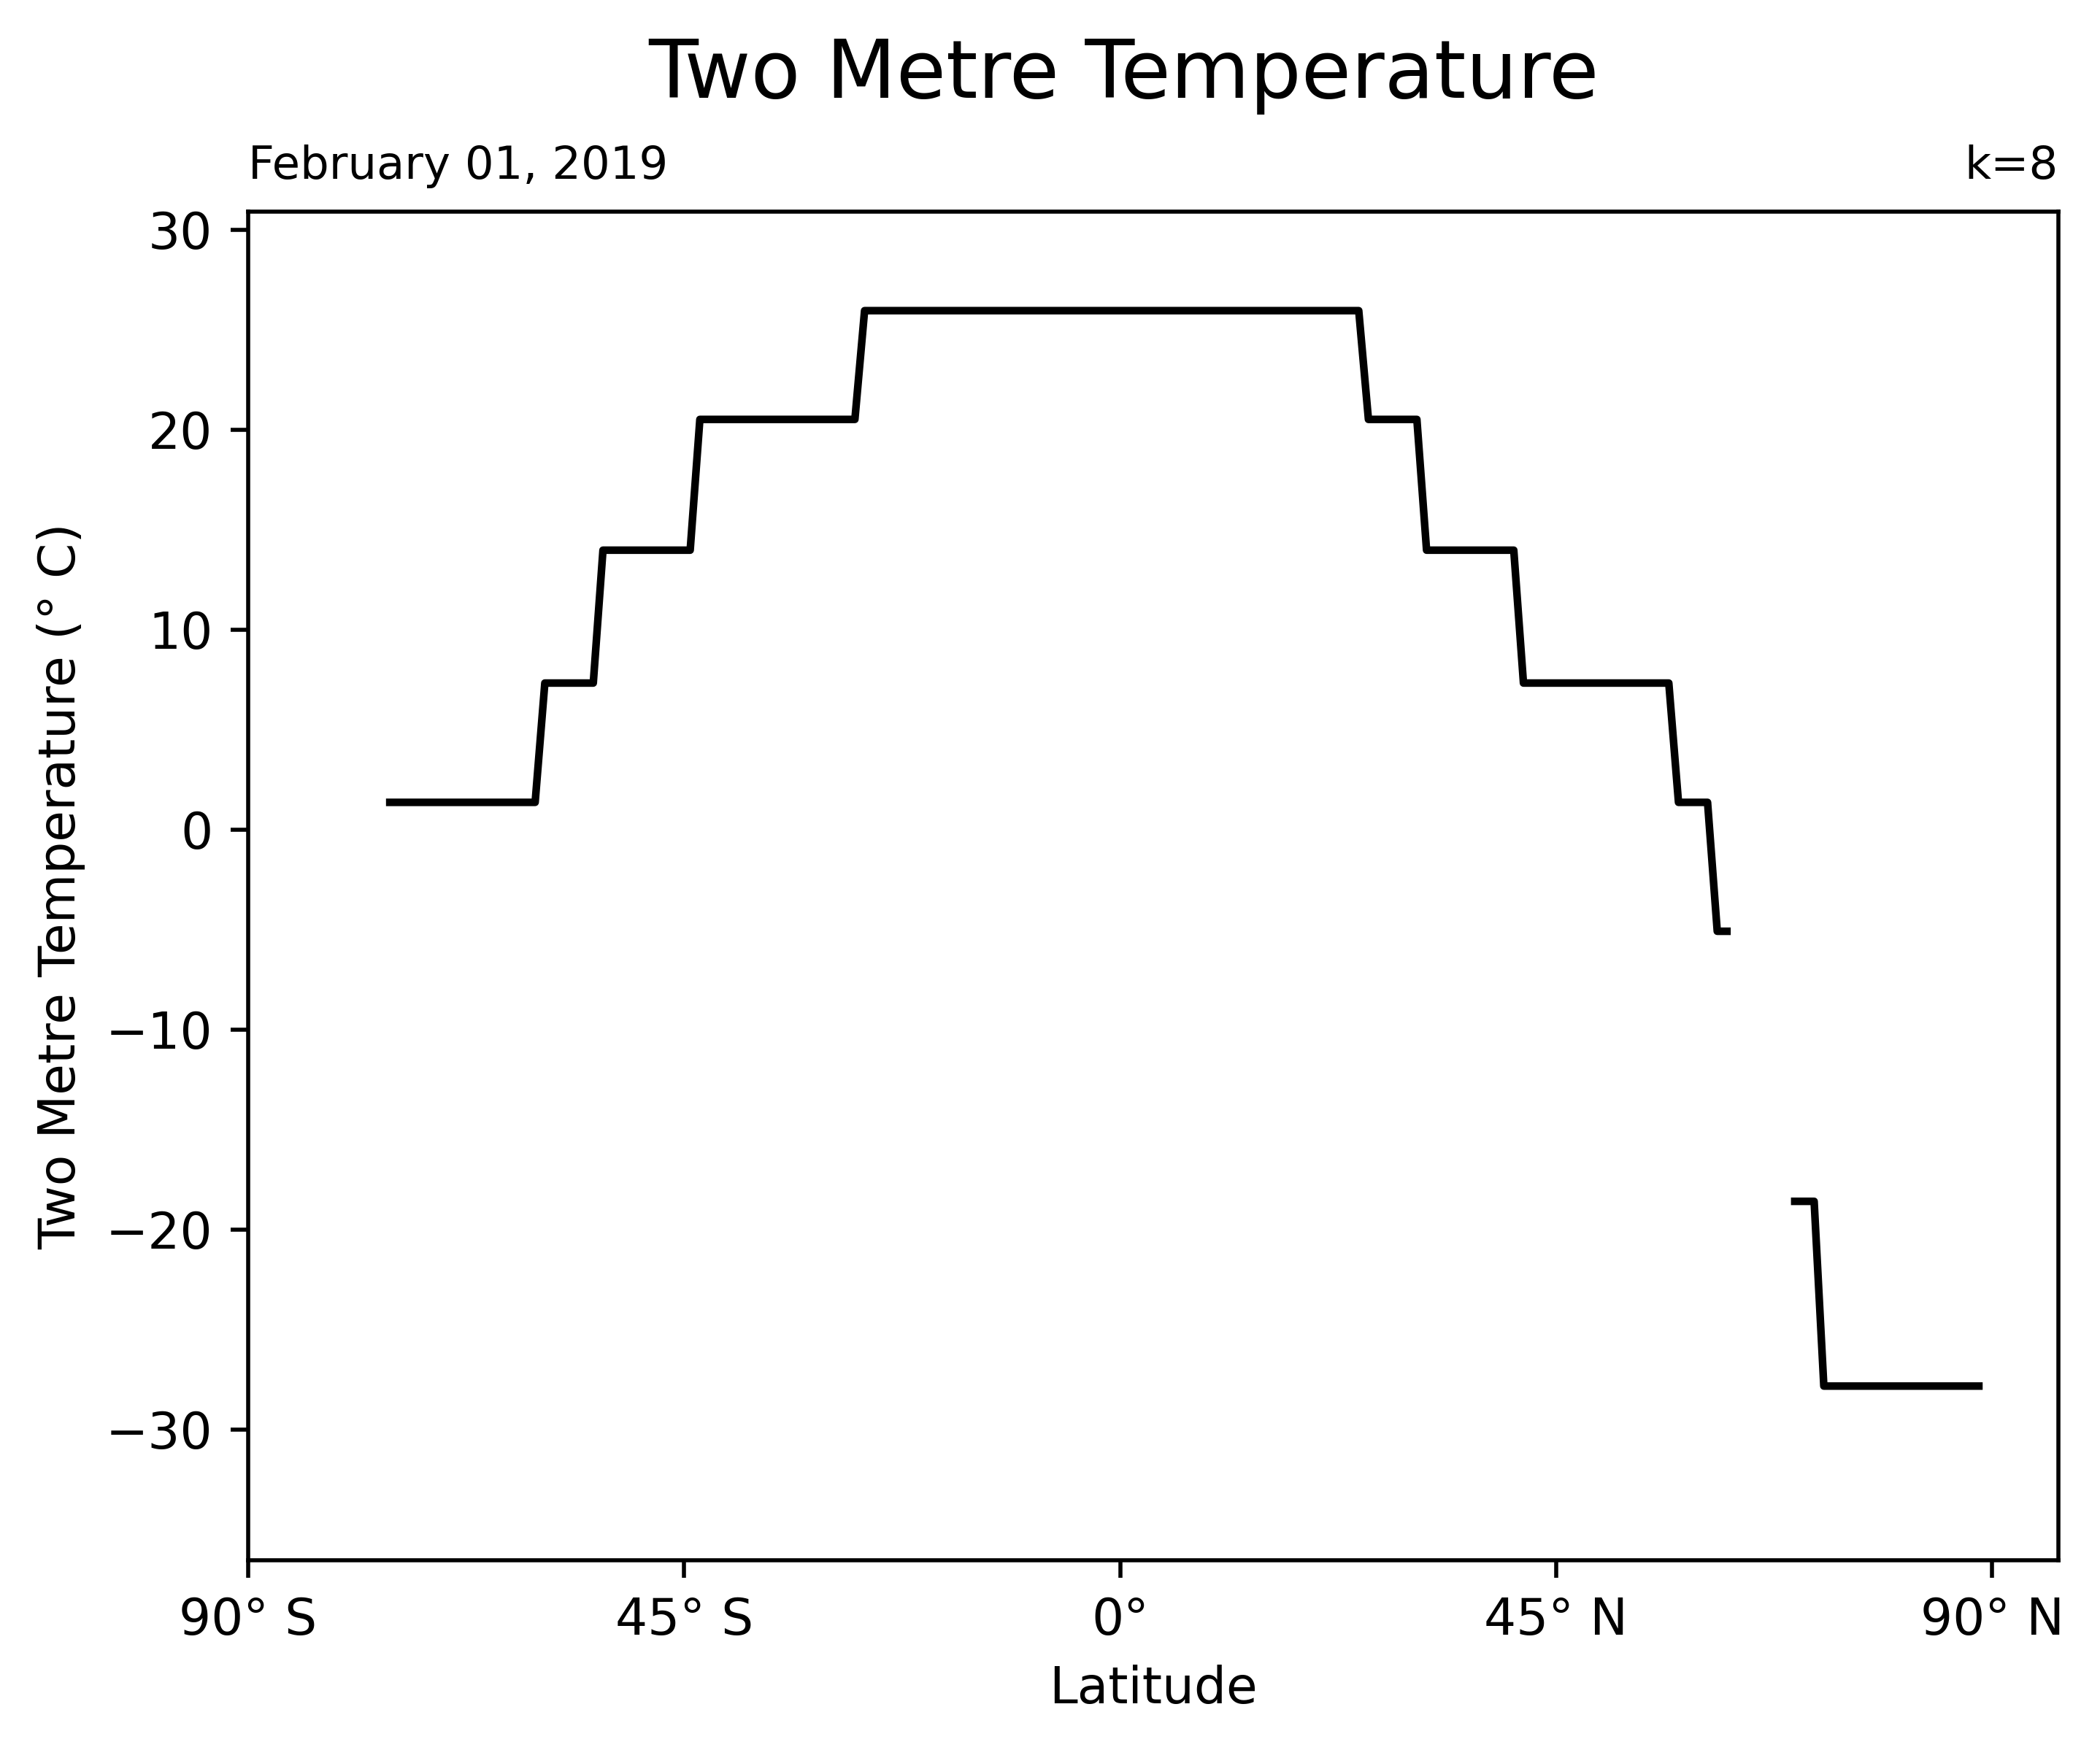 Two Metre Temperature
February 01, 2019
k=8
30
20
10
0
−10
−20
−30
Two Metre Temperature (° C)
90° S
45° S
0°
45° N
90° N
Latitude